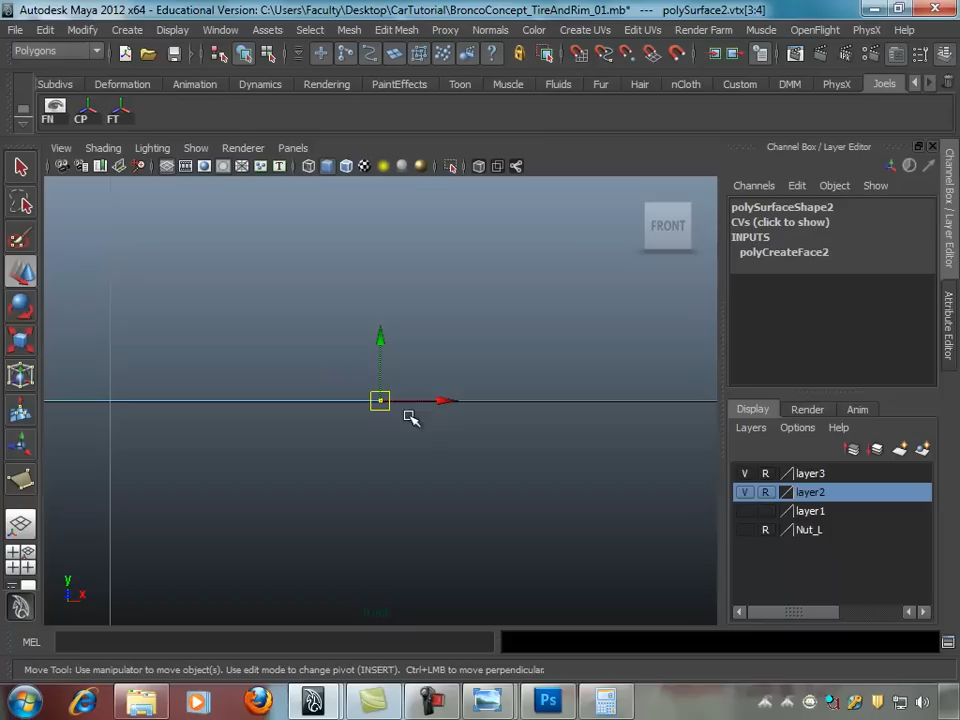 Autodesk Maya 2012 x64 - Educational Version: C:\Users\Faculty\Desktop\CarTutorial\BroncoConcept_TireAndRim_01.mb* --- polySurface2.vtx[3:4]
File Edit Modify Create Display Window Assets Select Mesh Edit Mesh Proxy Normals Color Create UVs Edit UVs Render Farm Muscle OpenFlight PhysX Help
Polygons
Subdivs Deformation Animation Dynamics Rendering PaintEffects Toon Muscle Fluids Fur Hair nCloth Custom DMM PhysX Joels
FN CP FT
View Shading Lighting Show Renderer Panels
Channel Box / Layer Editor
Channels Edit Object Show
polySurfaceShape2
CVs (click to show)
INPUTS
polyCreateFace2
FRONT
Channel Box / Layer Editor
Attribute Editor
Display Render Anim
Layers Options Help
V R layer3
V R layer2
layer1
R Nut_L
y
x
front
MEL
Move Tool: Use manipulator to move object(s). Use edit mode to change pivot (INSERT). Ctrl+LMB to move perpendicular.
Ps